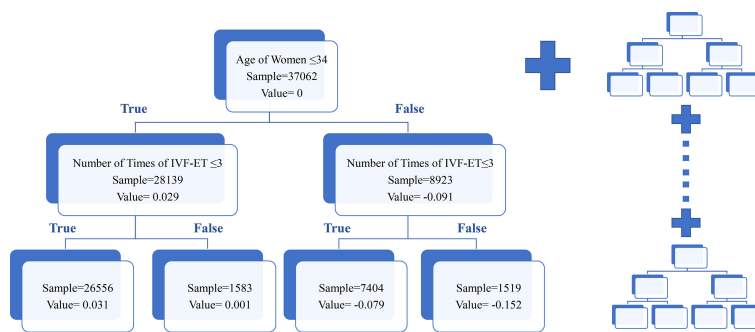 Age of Women ≤34
Sample=37062
Value= 0
True
False
Number of Times of IVF-ET ≤3
Sample=28139
Value= 0.029
Number of Times of IVF-ET≤3
Sample=8923
Value= -0.091
True
False
True
False
Sample=26556
Value= 0.031
Sample=1583
Value= 0.001
Sample=7404
Value= -0.079
Sample=1519
Value= -0.152